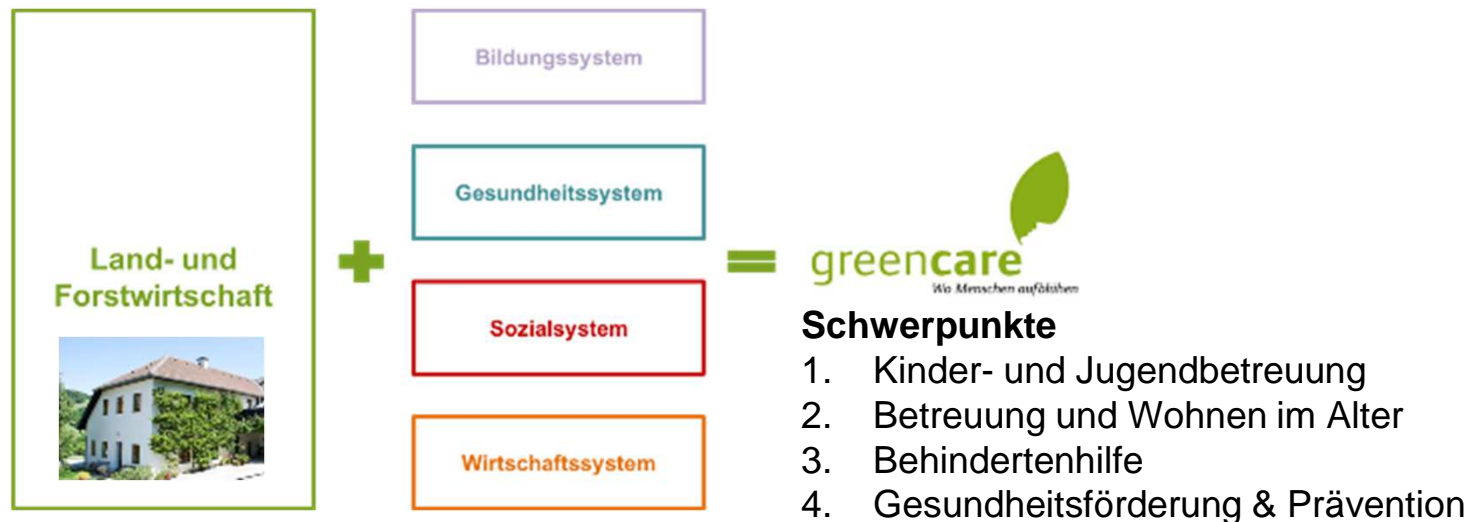 Land- und
Forstwirtschaft
Bildungssystem
Gesundheitssystem
Sozialsystem
Wirtschaftssystem
greencare
Wo Menschen aufblühen
Schwerpunkte
1. Kinder- und Jugendbetreuung
2. Betreuung und Wohnen im Alter
3. Behindertenhilfe
4. Gesundheitsförderung & Prävention